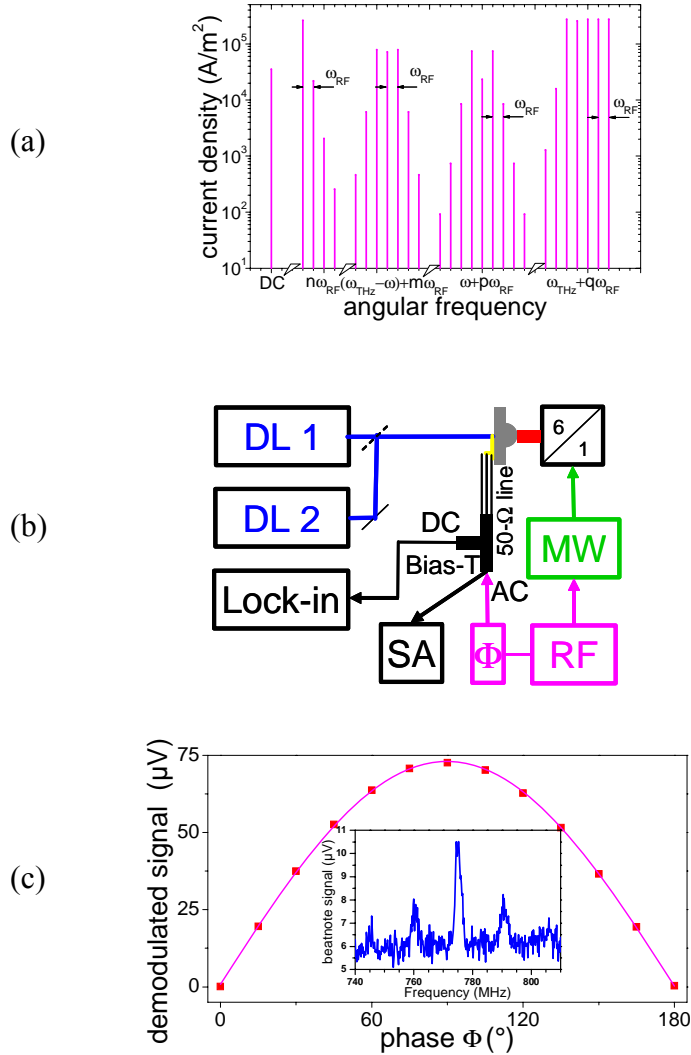 (a)
current density (A/m²)
10⁵
10⁴
10³
10²
10¹
ω_RF
ω_RF
ω_RF
ω_RF
DC
nω_RF
(ω_THz−ω)+mω_RF
ω+pω_RF
ω_THz+qω_RF
angular frequency
(b)
DL 1
DL 2
Lock-in
SA
DC
Bias-T
AC
50-Ω line
6
1
MW
Φ
RF
(c)
demodulated signal (µV)
75
50
25
0
0
60
120
180
phase Φ(°)
beatnote signal (µV)
11
10
9
8
7
6
5
740
760
780
800
Frequency (MHz)